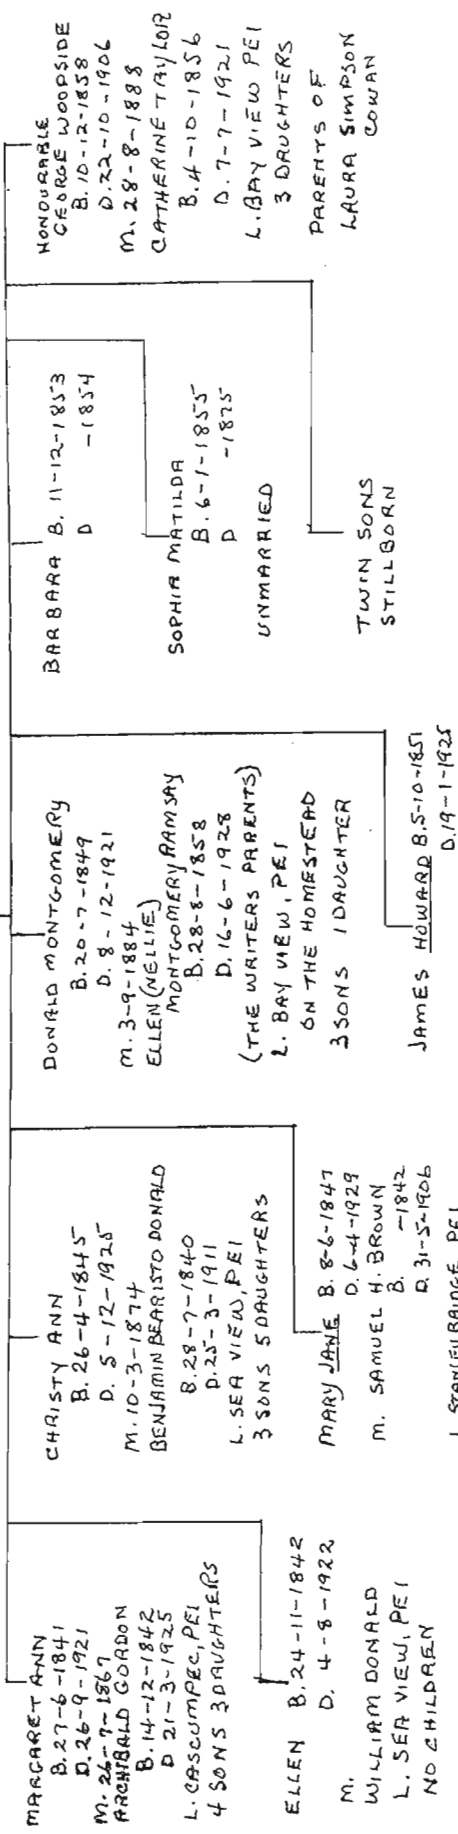 MARGARET ANN
B. 27-6-1841
D. 26-9-1921
M. 26-7-1867
ARCHIBALD GORDON
B. 14-12-1842
D 21-3-1925
L. CASCUMPEC, PEI
4 SONS 3 DAUGHTERS
ELLEN B. 24-11-1842
D. 4-8-1922
M.
WILLIAM DONALD
L. SEA VIEW, PEI
NO CHILDREN
CHRISTY ANN
B. 26-4-1845
D. 5-12-1925
M. 10-3-1874
BENJAMIN BEARISTO DONALD
B. 28-7-1840
D. 25-3-1911
L. SEA VIEW, PEI
3 SONS 5 DAUGHTERS
MARY JANE B. 8-6-1847
D. 6-4-1929
M. SAMUEL H. BROWN
B. -1842
D. 31-5-1906
L. STANLEY BRIDGE PEI
DONALD MONTGOMERY
B. 20-7-1849
D. 8-12-1921
M. 3-9-1884
ELLEN (NELLIE)
MONTGOMERY RAMSAY
B. 28-8-1858
D. 16-6-1928
(THE WRITERS PARENTS)
L. BAY VIEW, PEI
ON THE HOMESTEAD
3 SONS 1 DAUGHTER
JAMES HOWARD B. 5-10-1851
D. 19-1-1925
BARBARA B. 11-12-1853
D -1854
SOPHIA MATILDA
B. 6-1-1855
D -1875
UNMARRIED
TWIN SONS
STILLBORN
HONOURABLE
GEORGE WOODSIDE
B. 10-12-1858
D. 22-10-1906
M. 28-8-1888
CATHERINE TAYLOR
B. 4-10-1856
D. 7-7-1921
L. BAY VIEW PEI
3 DAUGHTERS
PARENTS OF
LAURA SIMPSON
COWAN